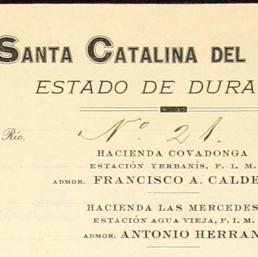 SANTA CATALINA DEL
ESTADO DE DURA
Río. Nº 21.
HACIENDA COVADONGA
ESTACIÓN YERBANÍS, F. I. M.
ADMOR. FRANCISCO A. CALDE
HACIENDA LAS MERCEDES
ESTACIÓN AGUA VIEJA, F. I. M.
ADMOR. ANTONIO HERRAN